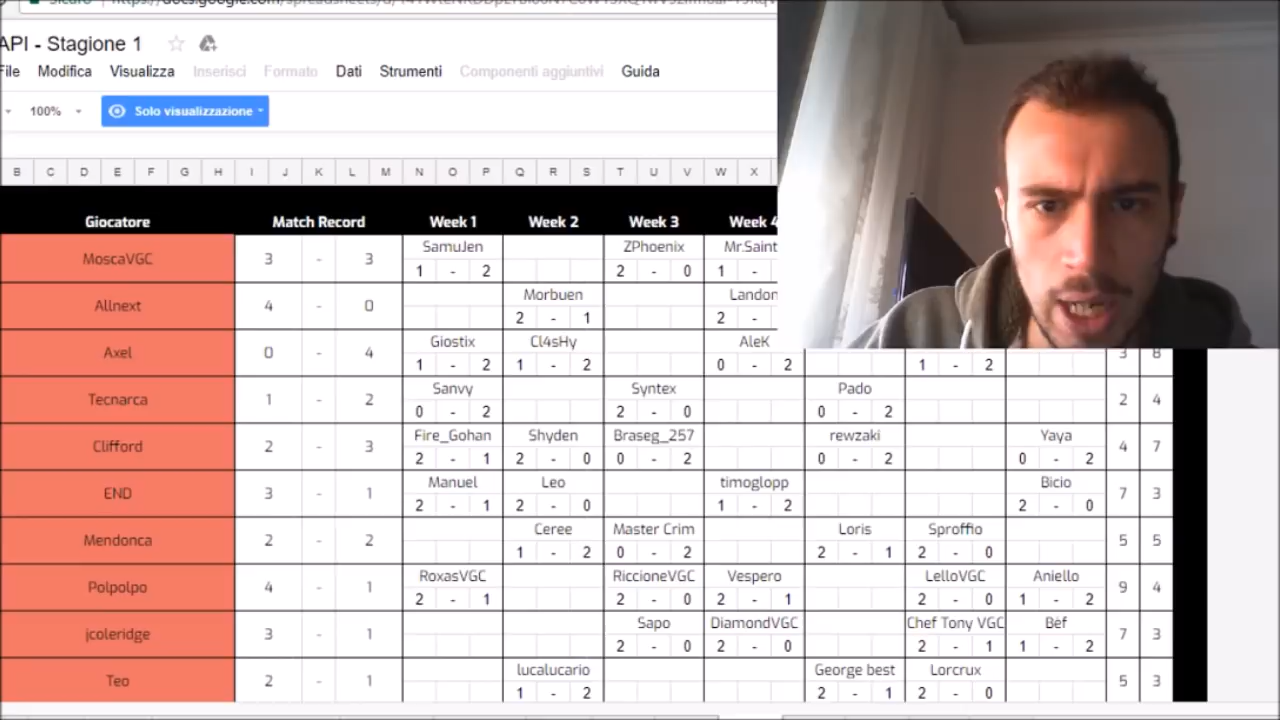 API - Stagione 1
File Modifica Visualizza Inserisci Formato Dati Strumenti Componenti aggiuntivi Guida
100% Solo visualizzazione
B C D E F G H I J K L M N O P Q R S T U V W X
Giocatore Match Record Week 1 Week 2 Week 3 Week 4
SamuJen ZPhoenix Mr.Saint
MoscaVGC 3 - 3 1 - 2 2 - 0 1 -
Morbuen Landon
Allnext 4 - 0 2 - 1 2 -
Giostix Cl4sHy AleK
Axel 0 - 4 1 - 2 1 - 2 0 - 2 1 - 2 3 8
Sanvy Syntex Pado
Tecnarca 1 - 2 0 - 2 2 - 0 0 - 2 2 4
Fire_Gohan Shyden Braseg_257 rewzaki Yaya
Clifford 2 - 3 2 - 1 2 - 0 0 - 2 0 - 2 0 - 2 4 7
Manuel Leo timoglopp Bicio
END 3 - 1 2 - 1 2 - 0 1 - 2 2 - 0 7 3
Ceree Master Crim Loris Sproffio
Mendonca 2 - 2 1 - 2 0 - 2 2 - 1 2 - 0 5 5
RoxasVGC RiccioneVGC Vespero LelloVGC Aniello
Polpolpo 4 - 1 2 - 1 2 - 0 2 - 1 2 - 0 1 - 2 9 4
Sapo DiamondVGC Chef Tony VGC Bëf
jcoleridge 3 - 1 2 - 0 2 - 0 2 - 1 1 - 2 7 3
lucalucario George best Lorcrux
Teo 2 - 1 1 - 2 2 - 1 2 - 0 5 3